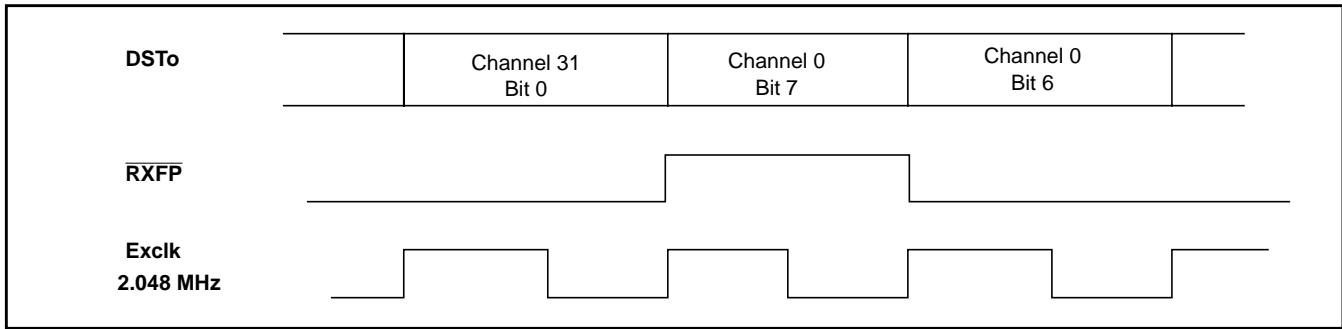 DSTo
Channel 31
Bit 0
Channel 0
Bit 7
Channel 0
Bit 6
RXFP
Exclk
2.048 MHz